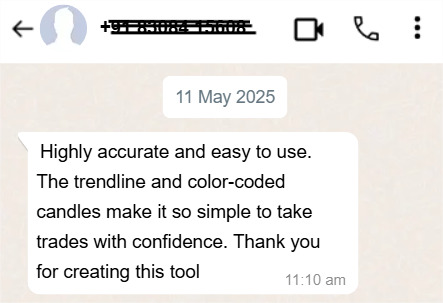 11 May 2025
Highly accurate and easy to use.
The trendline and color-coded
candles make it so simple to take
trades with confidence. Thank you
for creating this tool
11:10 am